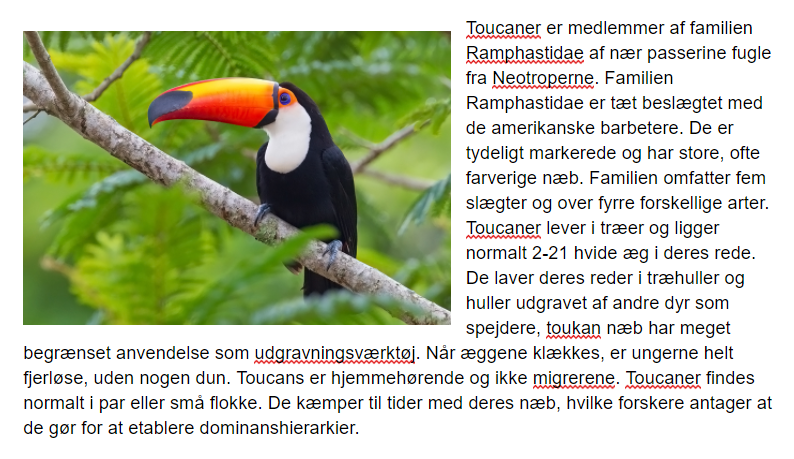 Toucaner er medlemmer af familien
Ramphastidae af nær passerine fugle
fra Neotroperne. Familien
Ramphastidae er tæt beslægtet med
de amerikanske barbetere. De er
tydeligt markerede og har store, ofte
farverige næb. Familien omfatter fem
slægter og over fyrre forskellige arter.
Toucaner lever i træer og ligger
normalt 2-21 hvide æg i deres rede.
De laver deres reder i træhuller og
huller udgravet af andre dyr som
spejdere, toukan næb har meget
begrænset anvendelse som udgravningsværktøj. Når æggene klækkes, er ungerne helt
fjerløse, uden nogen dun. Toucans er hjemmehørende og ikke migrerene. Toucaner findes
normalt i par eller små flokke. De kæmper til tider med deres næb, hvilke forskere antager at
de gør for at etablere dominanshierarkier.